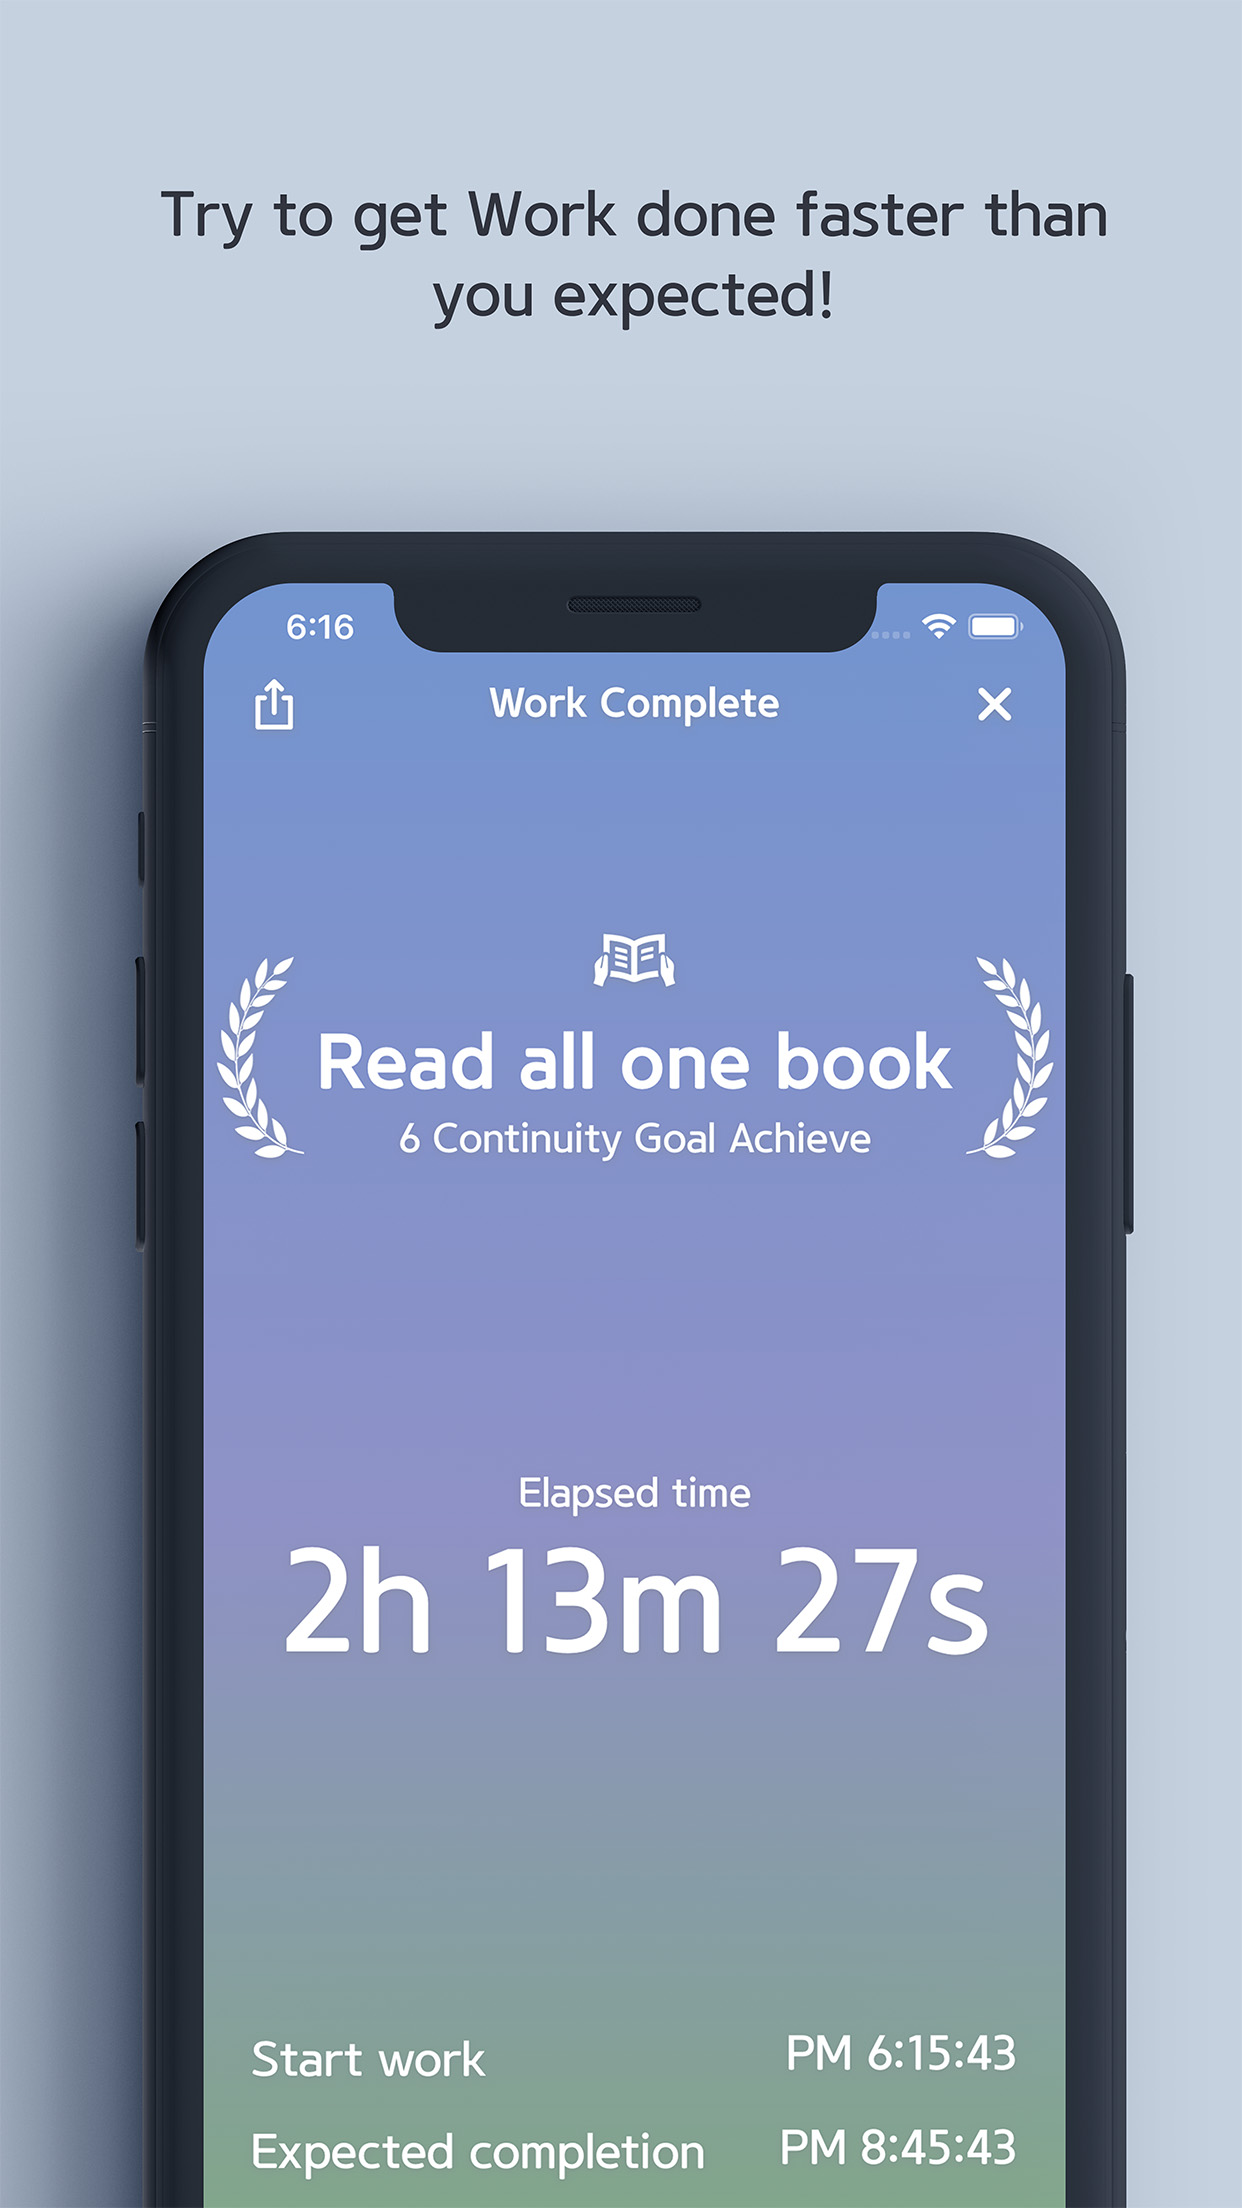 Try to get Work done faster than
you expected!
6:16
Work Complete
Read all one book
6 Continuity Goal Achieve
Elapsed time
2h 13m 27s
Start work PM 6:15:43
Expected completion PM 8:45:43